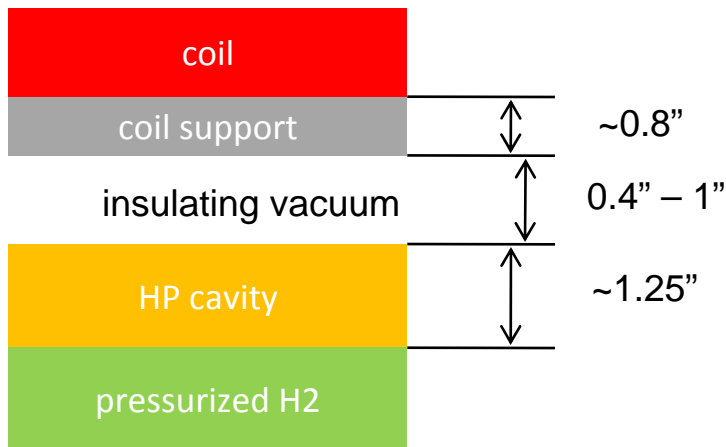 coil
coil support
~0.8”
insulating vacuum
0.4” – 1”
HP cavity
~1.25”
pressurized H2